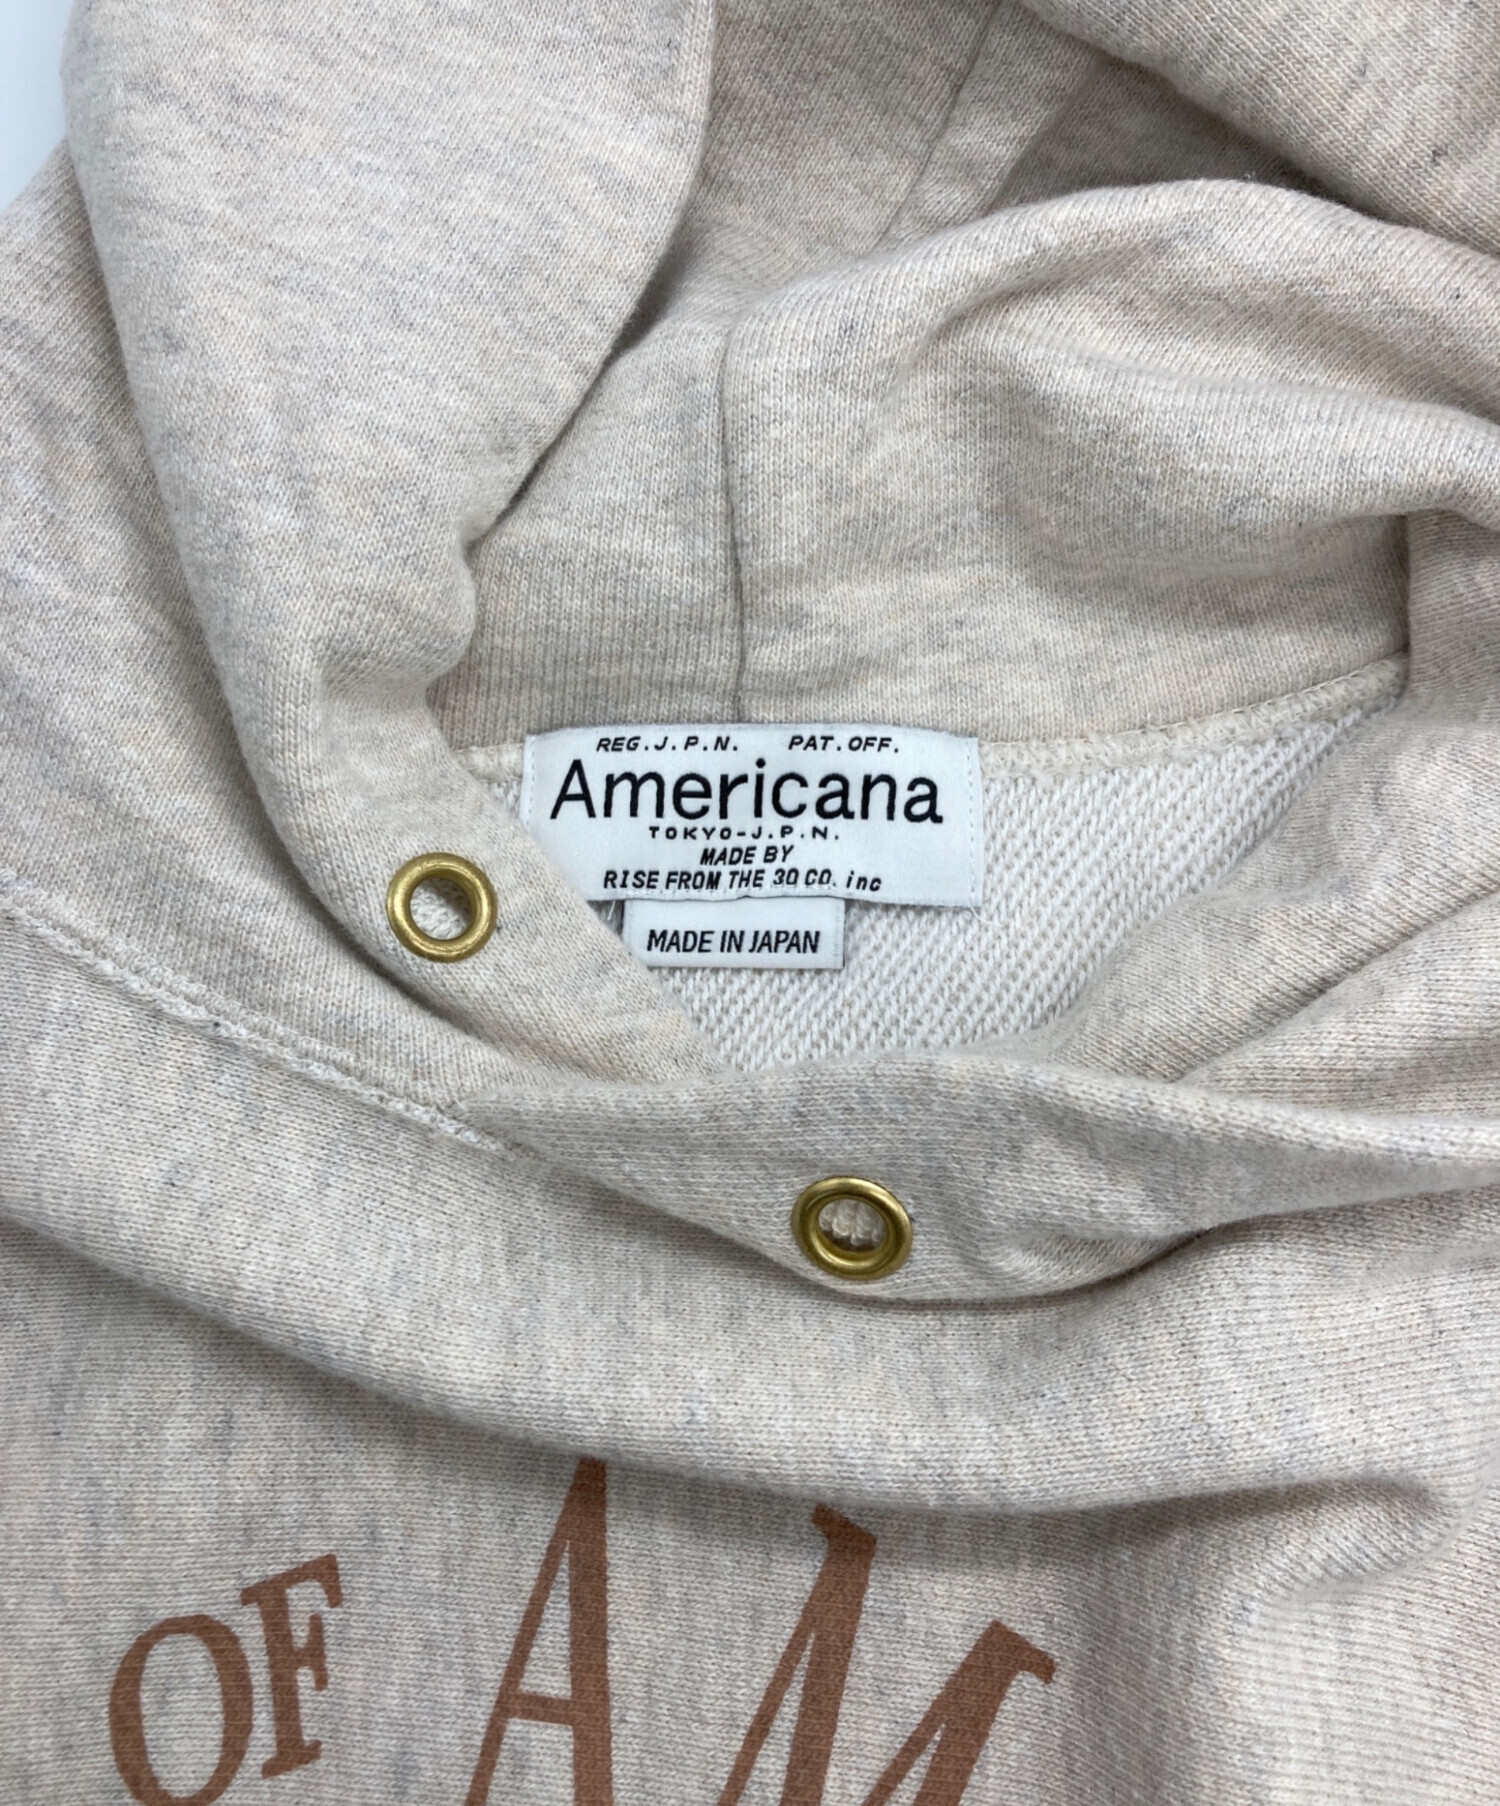 REG.J.P.N. PAT.OFF.
Americana
TOKYO-J.P.N.
MADE BY
RISE FROM THE 30 CO. inc
MADE IN JAPAN
OF AM